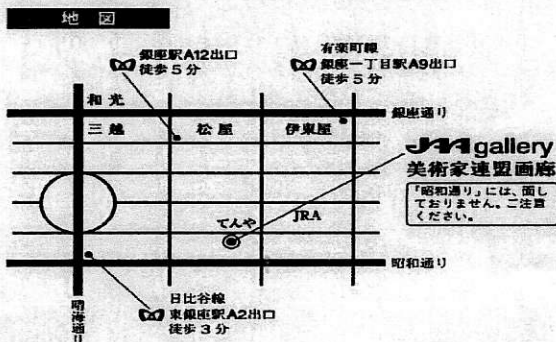 地図
銀座駅A12出口
徒歩5分
有楽町線
銀座一丁目駅A9出口
徒歩5分
和光
銀座通り
三越
松屋
伊東屋
JAA gallery
美術家連盟画廊
「昭和通り」には、面し
ておりません。ご注意
ください。
てんや
JRA
昭和通り
晴海通り
日比谷線
東銀座駅A2出口
徒歩3分